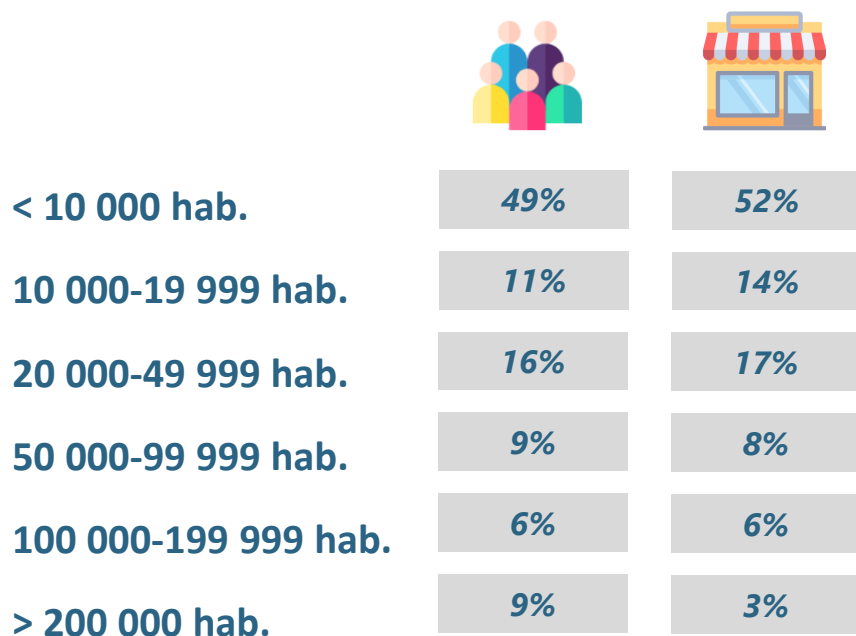 < 10 000 hab. 49% 52%
10 000-19 999 hab. 11% 14%
20 000-49 999 hab. 16% 17%
50 000-99 999 hab. 9% 8%
100 000-199 999 hab. 6% 6%
> 200 000 hab. 9% 3%